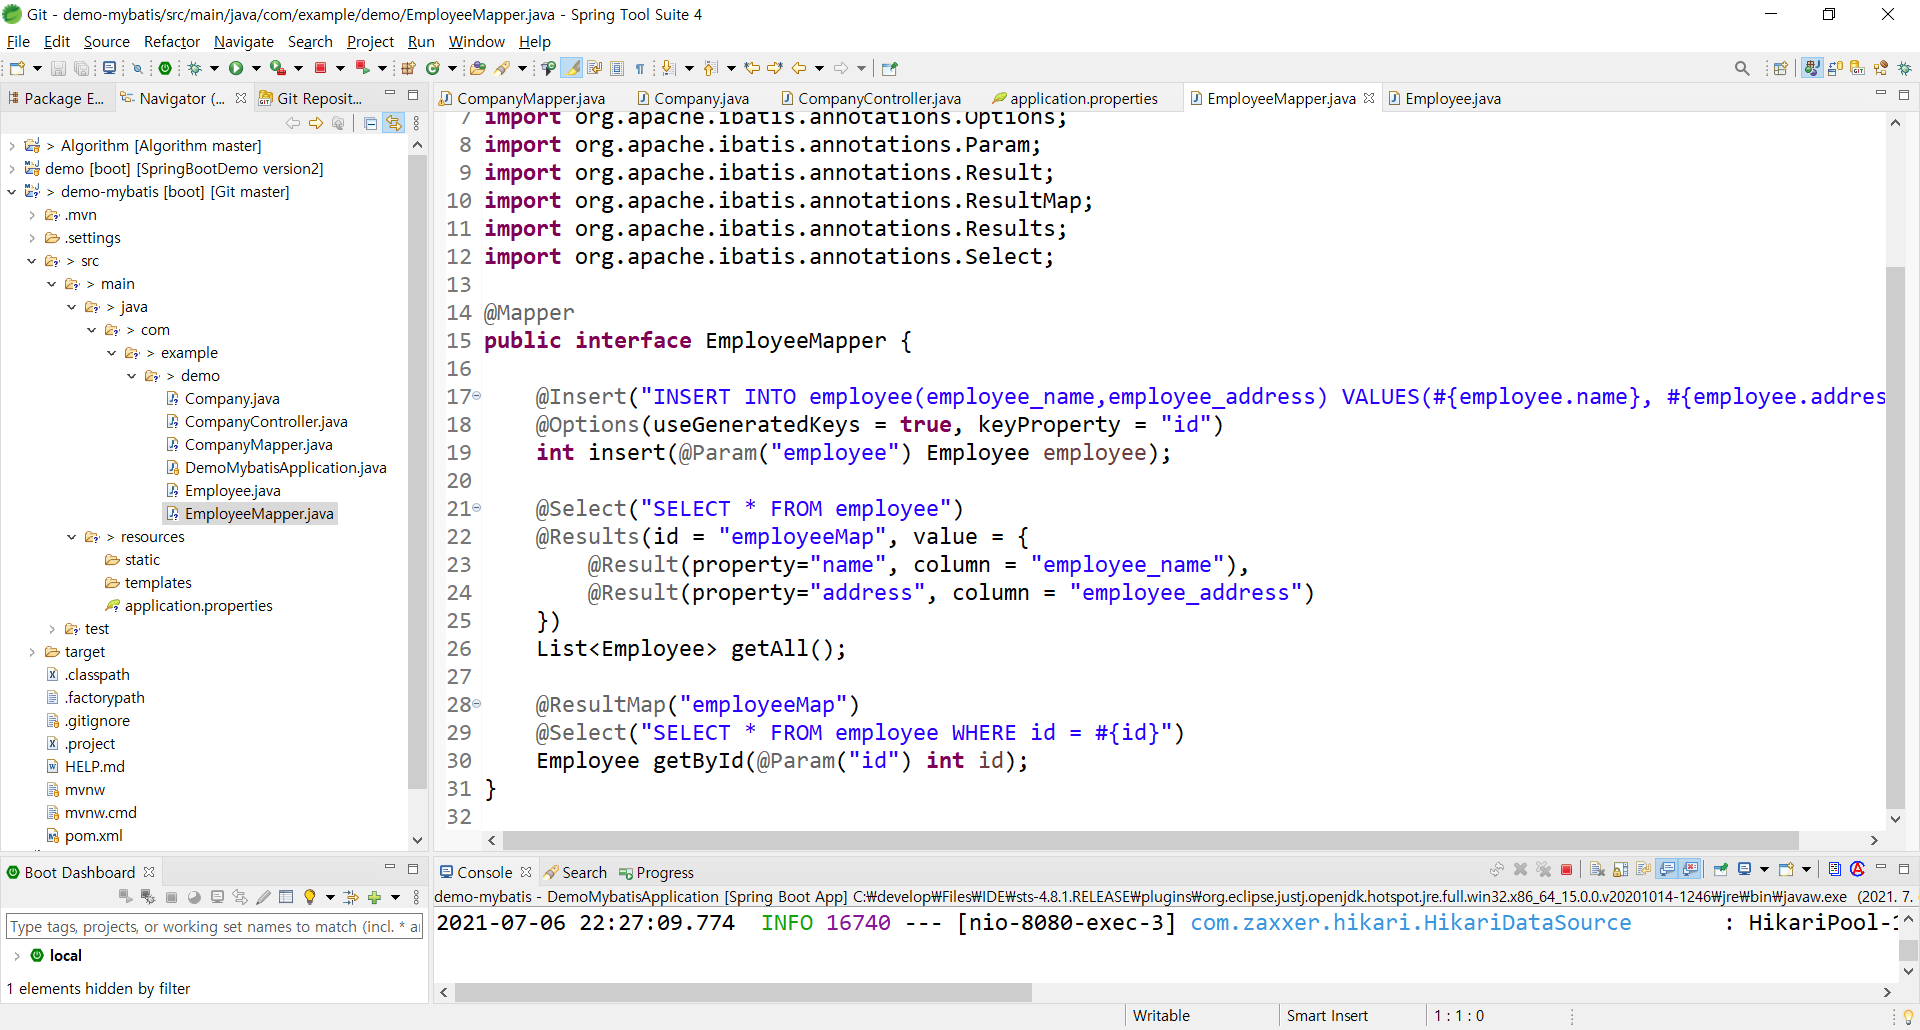 Git - demo-mybatis/src/main/java/com/example/demo/EmployeeMapper.java - Spring Tool Suite 4
File Edit Source Refactor Navigate Search Project Run Window Help
Package E... Navigator (... Git Reposit...
> Algorithm [Algorithm master]
demo [boot] [SpringBootDemo version2]
> demo-mybatis [boot] [Git master]
.mvn
.settings
> src
> main
> java
> com
> example
> demo
Company.java
CompanyController.java
CompanyMapper.java
DemoMybatisApplication.java
Employee.java
EmployeeMapper.java
> resources
static
templates
application.properties
test
target
.classpath
.factorypath
.gitignore
.project
HELP.md
mvnw
mvnw.cmd
pom.xml
CompanyMapper.java Company.java CompanyController.java application.properties EmployeeMapper.java Employee.java
7 import org.apache.ibatis.annotations.Options;
8 import org.apache.ibatis.annotations.Param;
9 import org.apache.ibatis.annotations.Result;
10 import org.apache.ibatis.annotations.ResultMap;
11 import org.apache.ibatis.annotations.Results;
12 import org.apache.ibatis.annotations.Select;
13
14 @Mapper
15 public interface EmployeeMapper {
16
17 @Insert("INSERT INTO employee(employee_name,employee_address) VALUES(#{employee.name}, #{employee.addres
18 @Options(useGeneratedKeys = true, keyProperty = "id")
19 int insert(@Param("employee") Employee employee);
20
21 @Select("SELECT * FROM employee")
22 @Results(id = "employeeMap", value = {
23 @Result(property="name", column = "employee_name"),
24 @Result(property="address", column = "employee_address")
25 })
26 List<Employee> getAll();
27
28 @ResultMap("employeeMap")
29 @Select("SELECT * FROM employee WHERE id = #{id}")
30 Employee getById(@Param("id") int id);
31 }
32
Boot Dashboard
Type tags, projects, or working set names to match (incl. * a
local
1 elements hidden by filter
Console Search Progress
demo-mybatis - DemoMybatisApplication [Spring Boot App] C:₩develop₩Files₩IDE₩sts-4.8.1.RELEASE₩plugins₩org.eclipse.justj.openjdk.hotspot.jre.full.win32.x86_64_15.0.0.v20201014-1246₩jre₩bin₩javaw.exe (2021. 7.
2021-07-06 22:27:09.774 INFO 16740 --- [nio-8080-exec-3] com.zaxxer.hikari.HikariDataSource : HikariPool-1
Writable Smart Insert 1 : 1 : 0